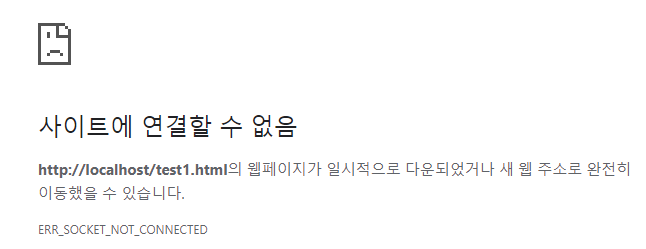 사이트에 연결할 수 없음
http://localhost/test1.html의 웹페이지가 일시적으로 다운되었거나 새 웹 주소로 완전히
이동했을 수 있습니다.
ERR_SOCKET_NOT_CONNECTED